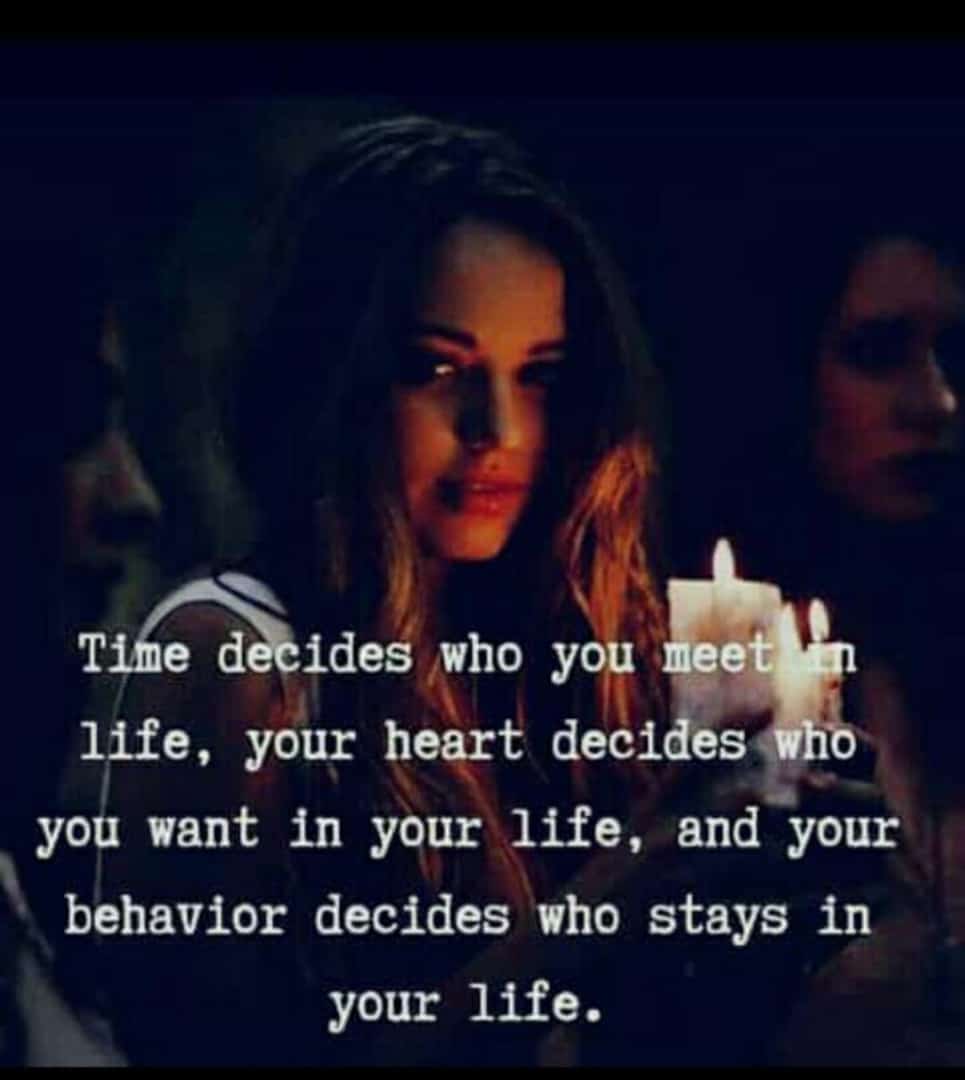 Time decides who you meet in
life, your heart decides who
you want in your life, and your
behavior decides who stays in
your life.